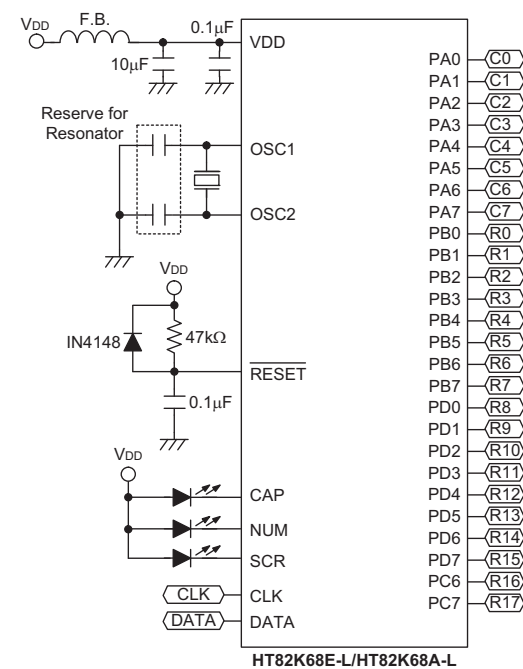 VDD
F.B.
0.1μF
10μF
VDD
Reserve for
Resonator
OSC1
OSC2
VDD
IN4148
47kΩ
RESET
0.1μF
VDD
CAP
NUM
SCR
CLK CLK
DATA DATA
PA0 C0
PA1 C1
PA2 C2
PA3 C3
PA4 C4
PA5 C5
PA6 C6
PA7 C7
PB0 R0
PB1 R1
PB2 R2
PB3 R3
PB4 R4
PB5 R5
PB6 R6
PB7 R7
PD0 R8
PD1 R9
PD2 R10
PD3 R11
PD4 R12
PD5 R13
PD6 R14
PD7 R15
PC6 R16
PC7 R17
HT82K68E-L/HT82K68A-L